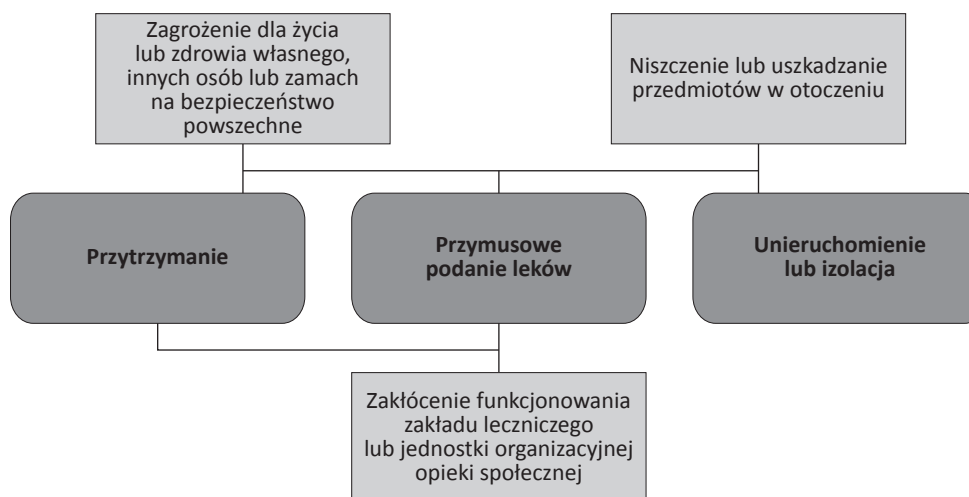 Zagrożenie dla życia
lub zdrowia własnego,
innych osób lub zamach
na bezpieczeństwo
powszechne
Niszczenie lub uszkadzanie
przedmiotów w otoczeniu
Przytrzymanie
Przymusowe
podanie leków
Unieruchomienie
lub izolacja
Zakłócenie funkcjonowania
zakładu leczniczego
lub jednostki organizacyjnej
opieki społecznej